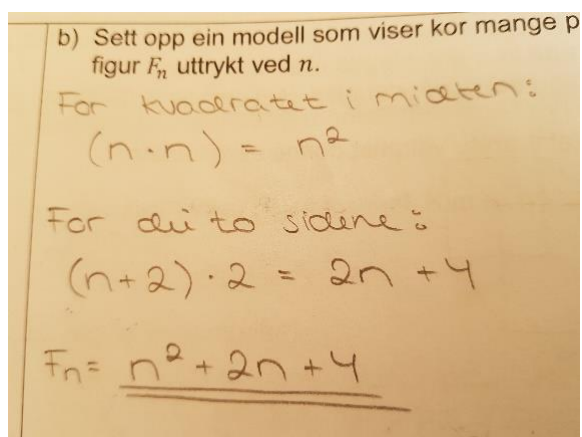 b) Sett opp ein modell som viser kor mange p
figur Fₙ uttrykt ved n.
For kvadratet i midten:
(n·n) = n²
For dei to sidene:
(n+2)·2 = 2n +4
Fₙ = n² + 2n + 4